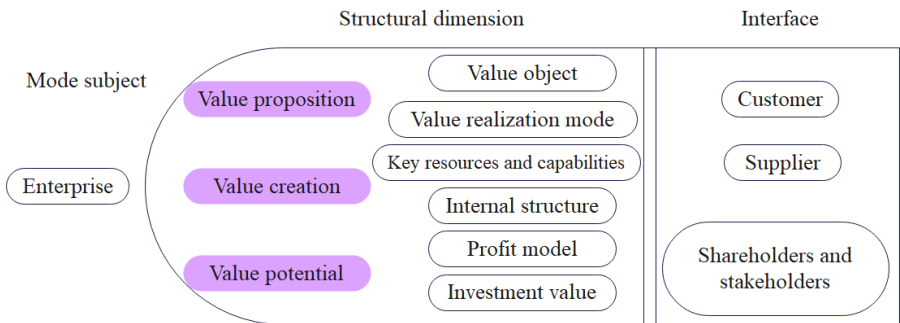 Structural dimension
Interface
Mode subject
Value object
Value proposition
Customer
Value realization mode
Key resources and capabilities
Supplier
Enterprise
Value creation
Internal structure
Profit model
Shareholders and
stakeholders
Value potential
Investment value